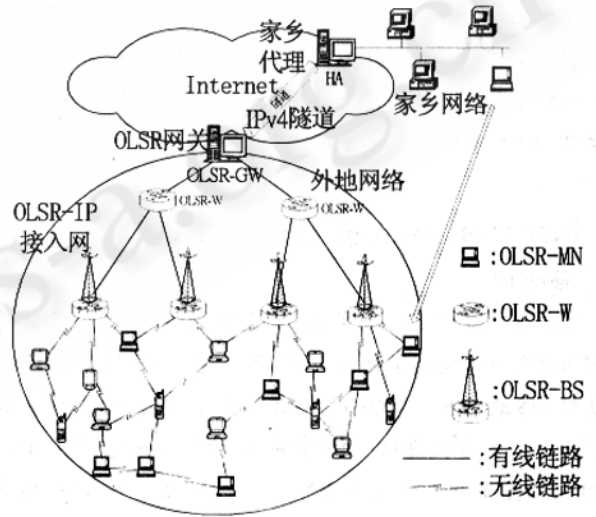 家乡
代理
HA
Internet
隧道
家乡网络
IPv4隧道
OLSR网关
OLSR-GW
外地网络
OLSR-W
OLSR-W
OLSR-IP
接入网
:OLSR-MN
:OLSR-W
:OLSR-BS
:有线链路
:无线链路